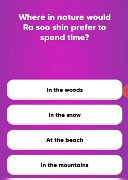 Where in nature would
Ra soo shin prefer to
spend time?
In the woods
In the snow
At the beach
In the mountains